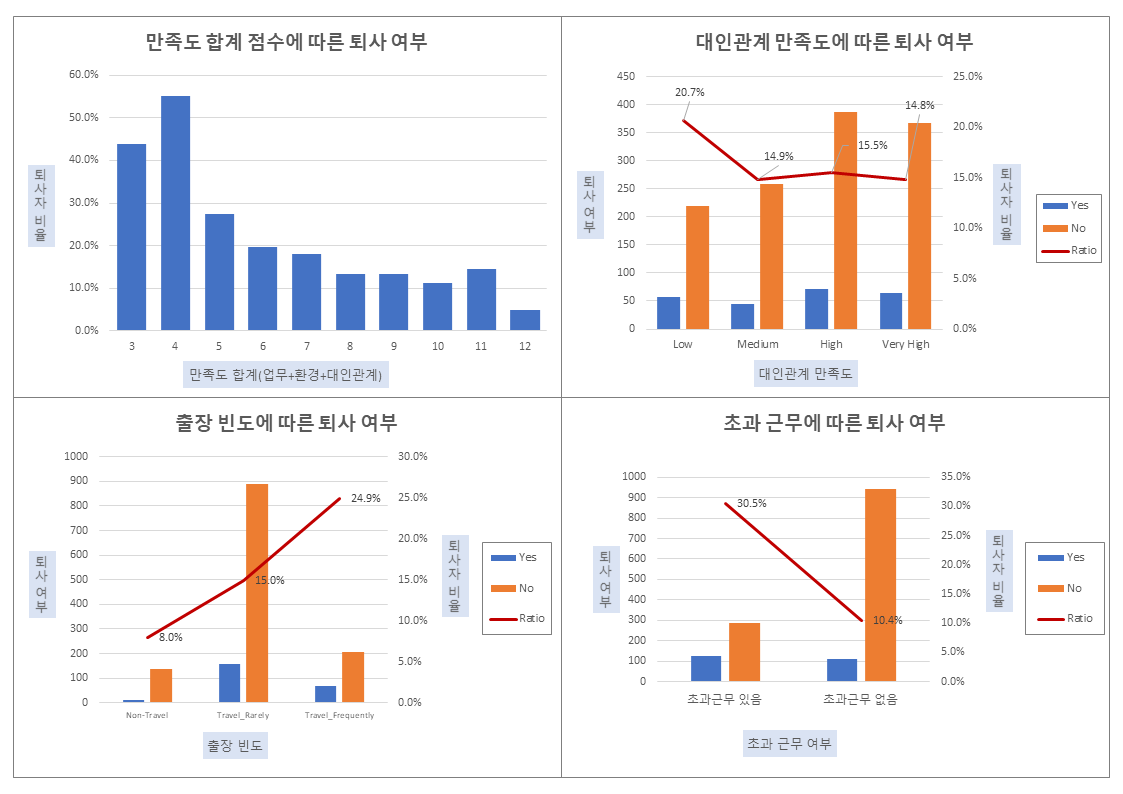 만족도 합계 점수에 따른 퇴사 여부
60.0%
50.0%
40.0%
30.0%
20.0%
10.0%
0.0%
퇴사자 비율
3 4 5 6 7 8 9 10 11 12
만족도 합계(업무+환경+대인관계)
대인관계 만족도에 따른 퇴사 여부
450
400
350
300
250
200
150
100
50
0
퇴사 여부
20.7%
14.9%
15.5%
14.8%
25.0%
20.0%
15.0%
10.0%
5.0%
0.0%
퇴사자 비율
Yes
No
Ratio
Low Medium High Very High
대인관계 만족도
출장 빈도에 따른 퇴사 여부
1000
900
800
700
600
500
400
300
200
100
0
퇴사 여부
8.0%
15.0%
24.9%
30.0%
25.0%
20.0%
15.0%
10.0%
5.0%
0.0%
퇴사자 비율
Yes
No
Ratio
Non-Travel Travel_Rarely Travel_Frequently
출장 빈도
초과 근무에 따른 퇴사 여부
1000
900
800
700
600
500
400
300
200
100
0
퇴사 여부
30.5%
10.4%
35.0%
30.0%
25.0%
20.0%
15.0%
10.0%
5.0%
0.0%
퇴사자 비율
Yes
No
Ratio
초과근무 있음 초과근무 없음
초과 근무 여부